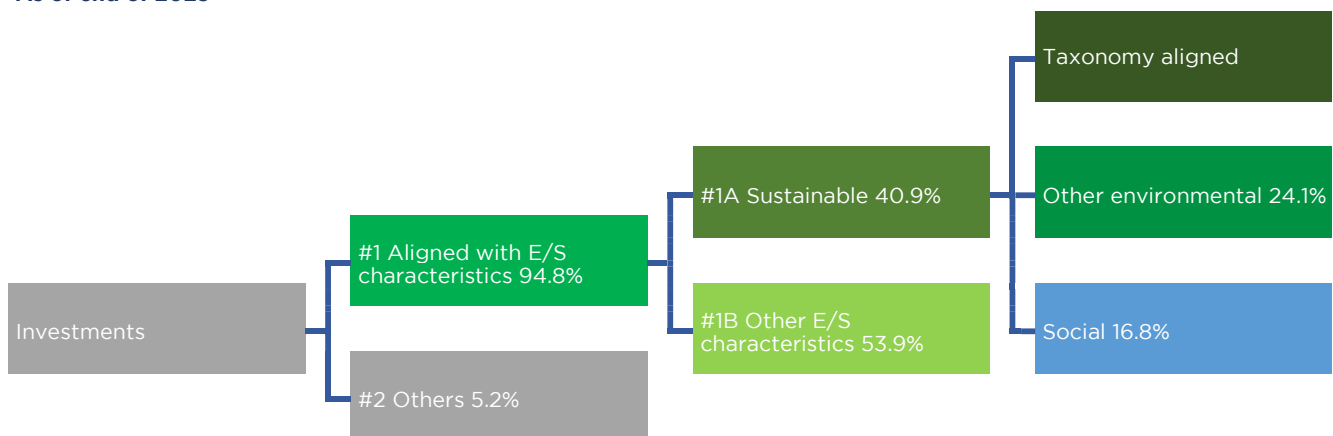 Taxonomy aligned
#1A Sustainable 40.9%
Other environmental 24.1%
#1 Aligned with E/S
characteristics 94.8%
Investments
#1B Other E/S
characteristics 53.9%
Social 16.8%
#2 Others 5.2%